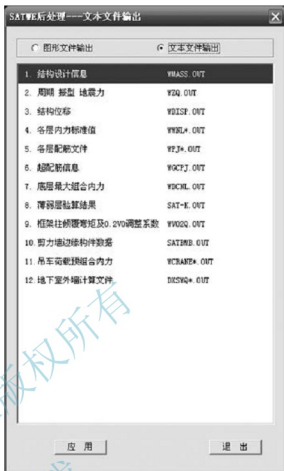 SATWE后处理---文本文件输出
图形文件输出 文本文件输出
1. 结构设计信息 WMASS.OUT
2. 周期 振型 地震力 WZQ.OUT
3. 结构位移 WDISP.OUT
4. 各层内力标准值 WWNL*.OUT
5. 各层配筋文件 WPJ*.OUT
6. 超配筋信息 WGCPJ.OUT
7. 底层最大组合内力 WDCNL.OUT
8. 薄弱层验算结果 SAT-K.OUT
9. 框架柱倾覆弯矩及0.2V0调整系数 WV02Q.OUT
10.剪力墙边缘构件数据 SATBMB.OUT
11.吊车荷载预组合内力 WCRANE*.OUT
12.地下室外墙计算文件 DXSWQ*.OUT
版权所有
应 用 退 出